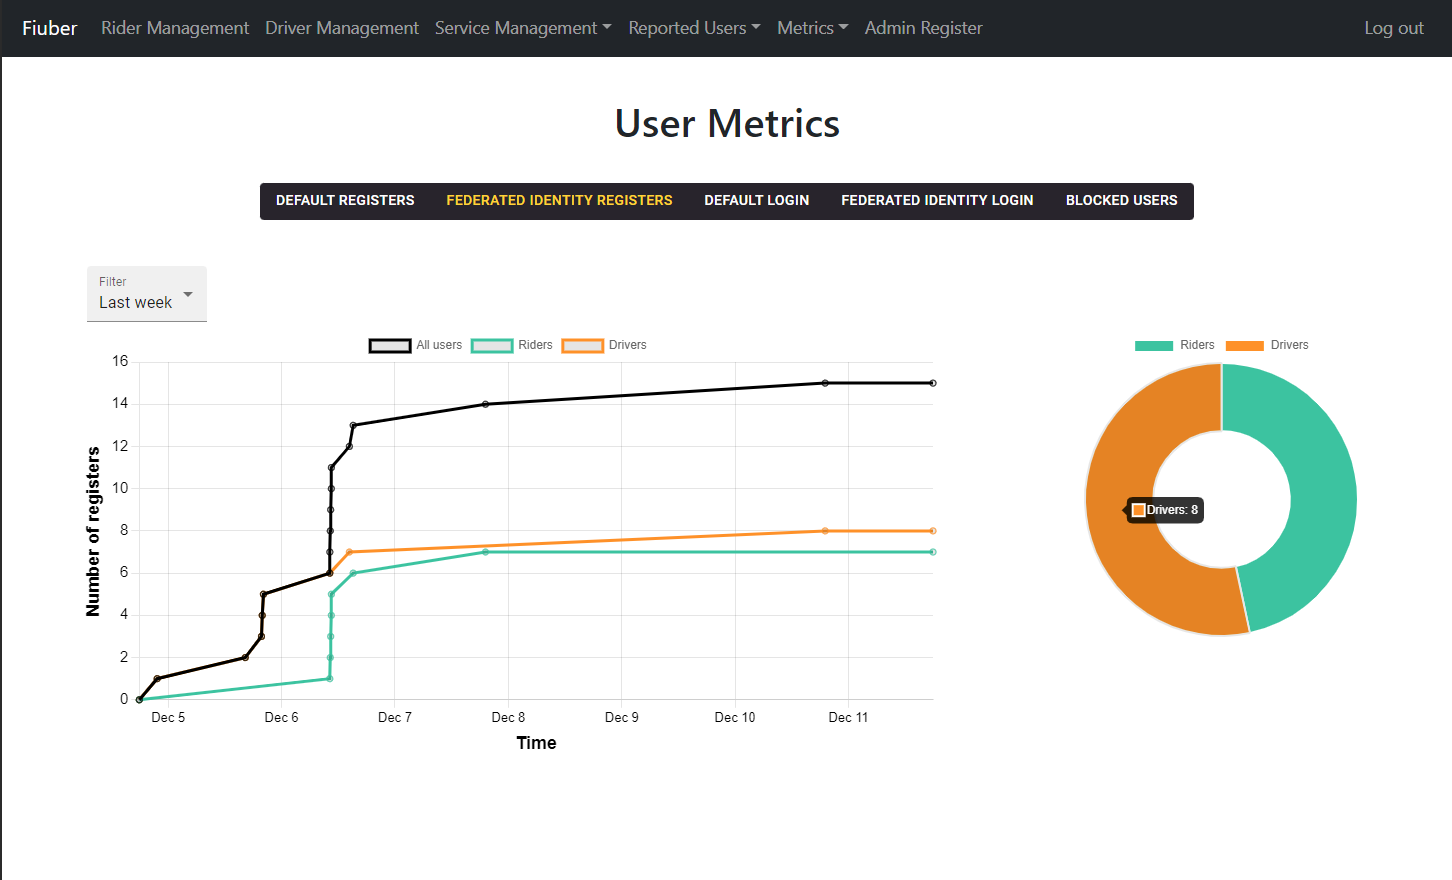 Fiuber Rider Management Driver Management Service Management Reported Users Metrics Admin Register Log out
User Metrics
DEFAULT REGISTERS FEDERATED IDENTITY REGISTERS DEFAULT LOGIN FEDERATED IDENTITY LOGIN BLOCKED USERS
Filter
Last week
All users Riders Drivers
16
14
12
10
8
6
4
2
0
Number of registers
Dec 5 Dec 6 Dec 7 Dec 8 Dec 9 Dec 10 Dec 11
Time
Riders Drivers
Drivers: 8